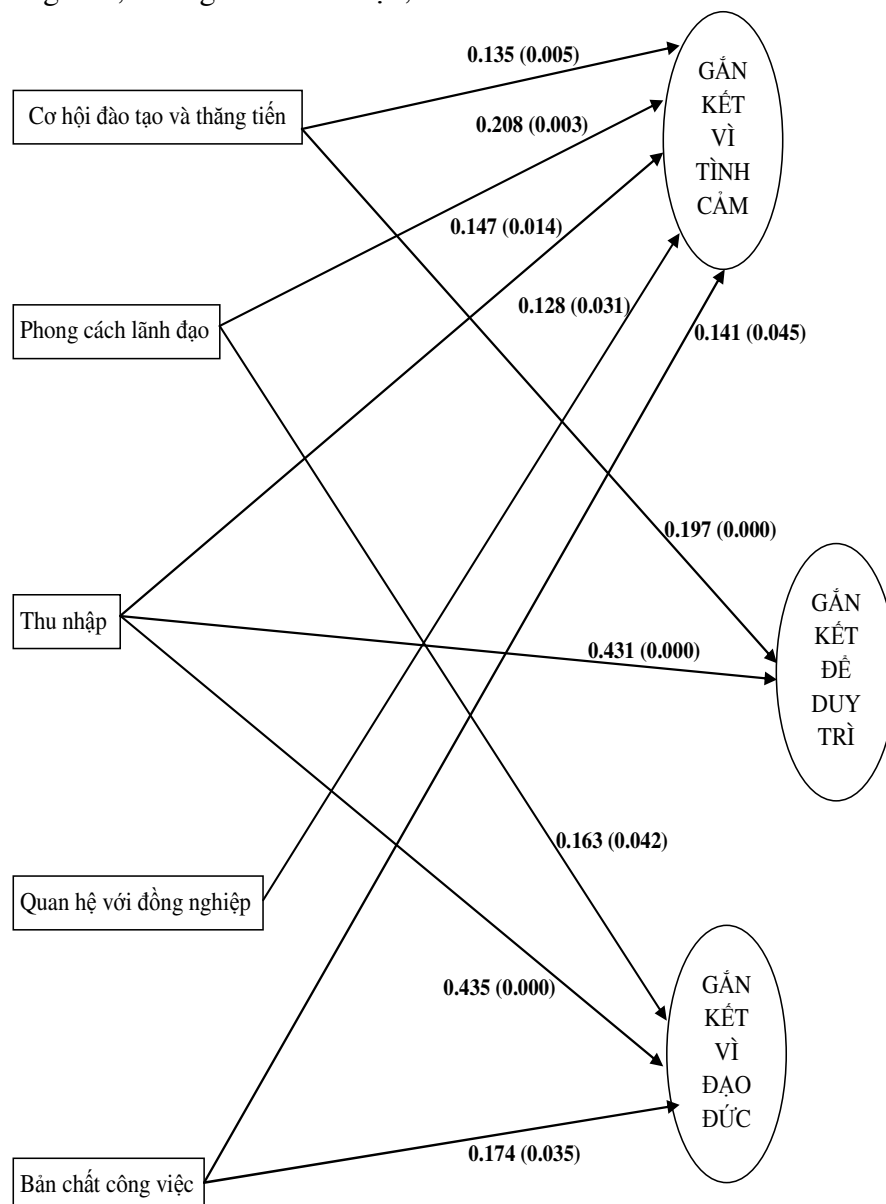 0.135 (0.005)
GẮN
KẾT
VÌ
TÌNH
CẢM
Cơ hội đào tạo và thăng tiến
0.208 (0.003)
0.147 (0.014)
0.128 (0.031)
Phong cách lãnh đạo
0.141 (0.045)
0.197 (0.000)
GẮN
KẾT
ĐỂ
DUY
TRÌ
Thu nhập
0.431 (0.000)
0.163 (0.042)
Quan hệ với đồng nghiệp
0.435 (0.000)
GẮN
KẾT
VÌ
ĐẠO
ĐỨC
0.174 (0.035)
Bản chất công việc